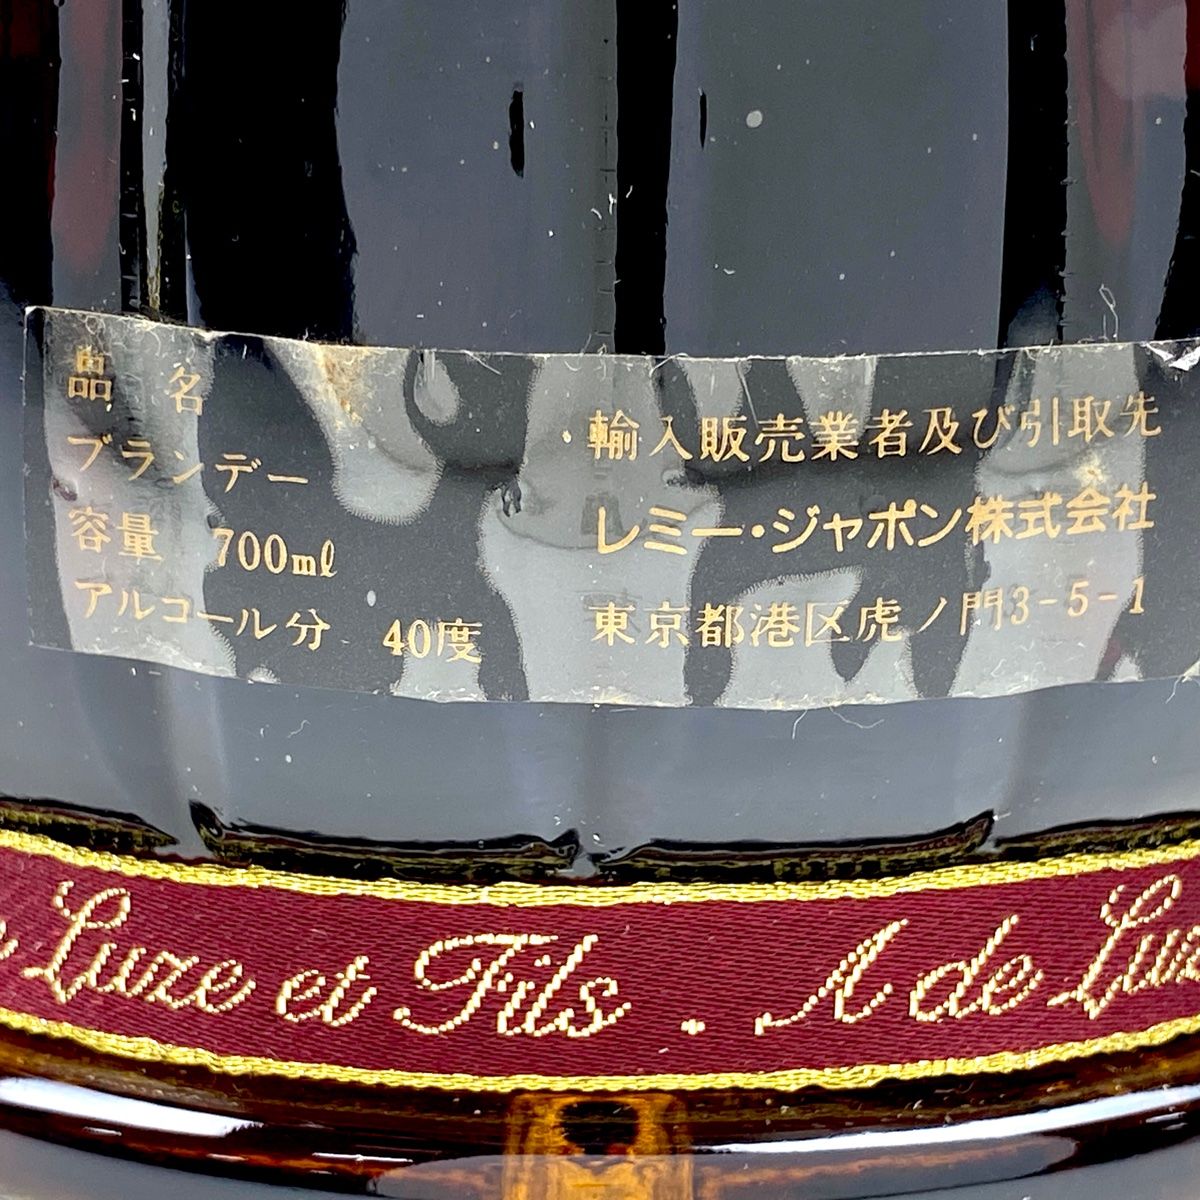 品 名
ブランデー
容量 700ml
アルコール分 40度
輸入販売業者及び引取先
レミー・ジャポン株式会社
東京都港区虎ノ門3-5-1
Luze et Fils . A de Luz